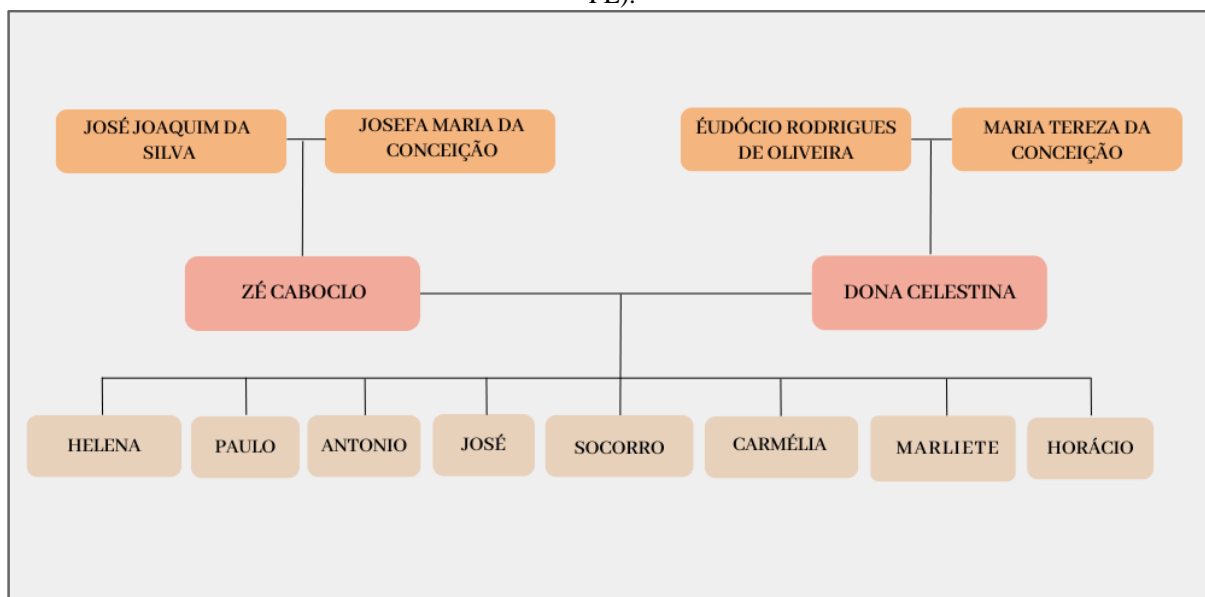 PE).
JOSÉ JOAQUIM DA
SILVA
JOSEFA MARIA DA
CONCEIÇÃO
ÉUDÓCIO RODRIGUES
DE OLIVEIRA
MARIA TEREZA DA
CONCEIÇÃO
ZÉ CABOCLO
DONA CELESTINA
HELENA
PAULO
ANTONIO
JOSÉ
SOCORRO
CARMÉLIA
MARLIETE
HORÁCIO